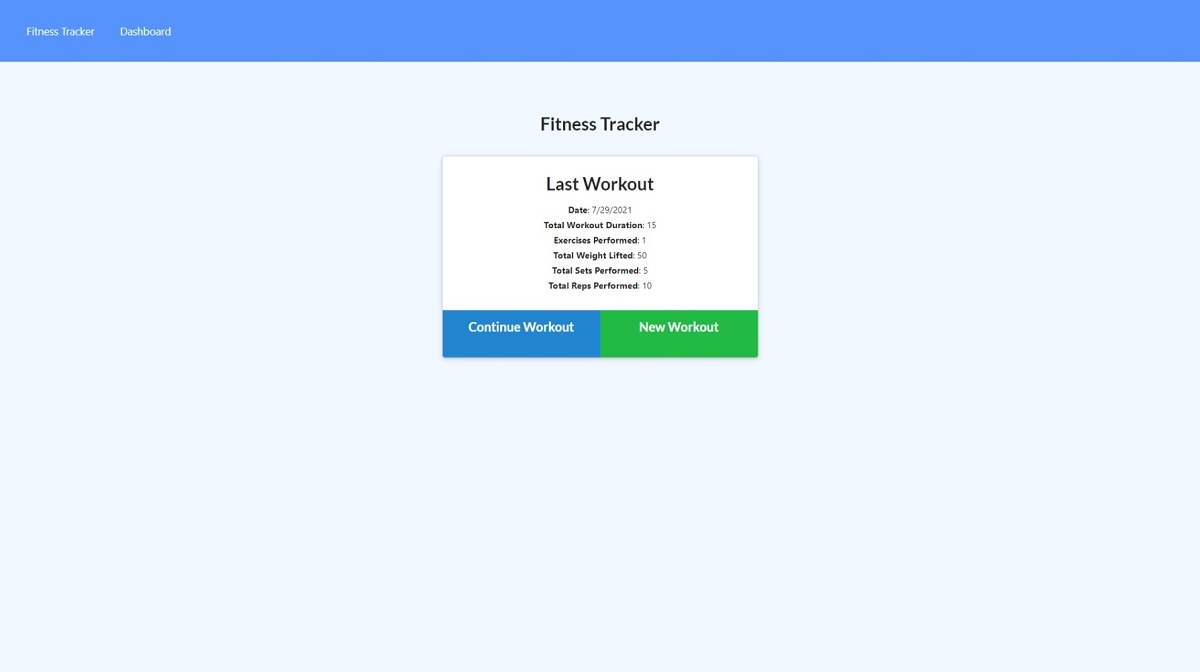 Fitness Tracker Dashboard
Fitness Tracker
Last Workout
Date: 7/29/2021
Total Workout Duration: 15
Exercises Performed: 1
Total Weight Lifted: 50
Total Sets Performed: 5
Total Reps Performed: 10
Continue Workout New Workout